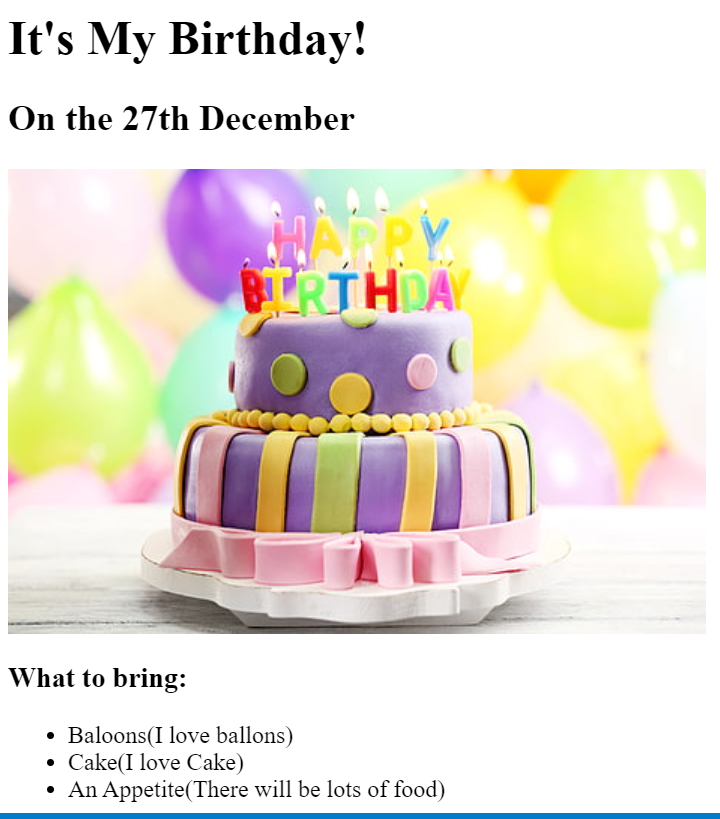 It's My Birthday!
On the 27th December
HAPPY
BIRTHDAY
What to bring:
Baloons(I love ballons)
Cake(I love Cake)
An Appetite(There will be lots of food)